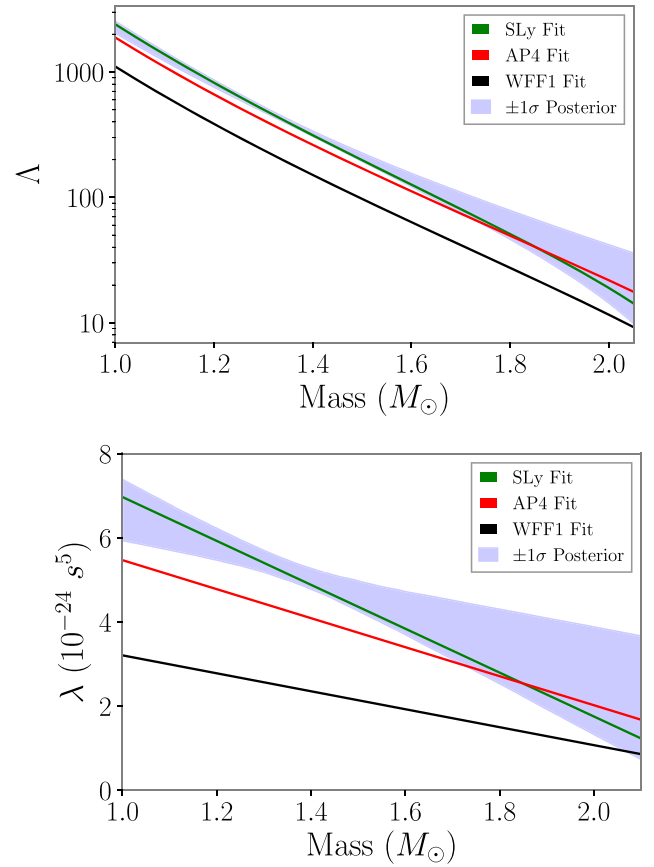 SLy Fit
AP4 Fit
WFF1 Fit
±1σ Posterior
1000
100
10
Λ
1.0 1.2 1.4 1.6 1.8 2.0
Mass (M⊙)
SLy Fit
AP4 Fit
WFF1 Fit
±1σ Posterior
8
6
4
2
0
λ (10⁻²⁴ s⁵)
1.0 1.2 1.4 1.6 1.8 2.0
Mass (M⊙)